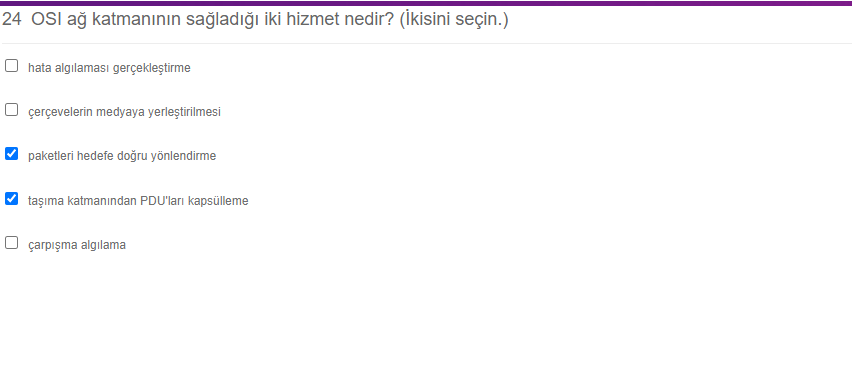 24 OSI ağ katmanının sağladığı iki hizmet nedir? (İkisini seçin.)
hata algılaması gerçekleştirme
çerçevelerin medyaya yerleştirilmesi
paketleri hedefe doğru yönlendirme
taşıma katmanından PDU'ları kapsülleme
çarpışma algılama